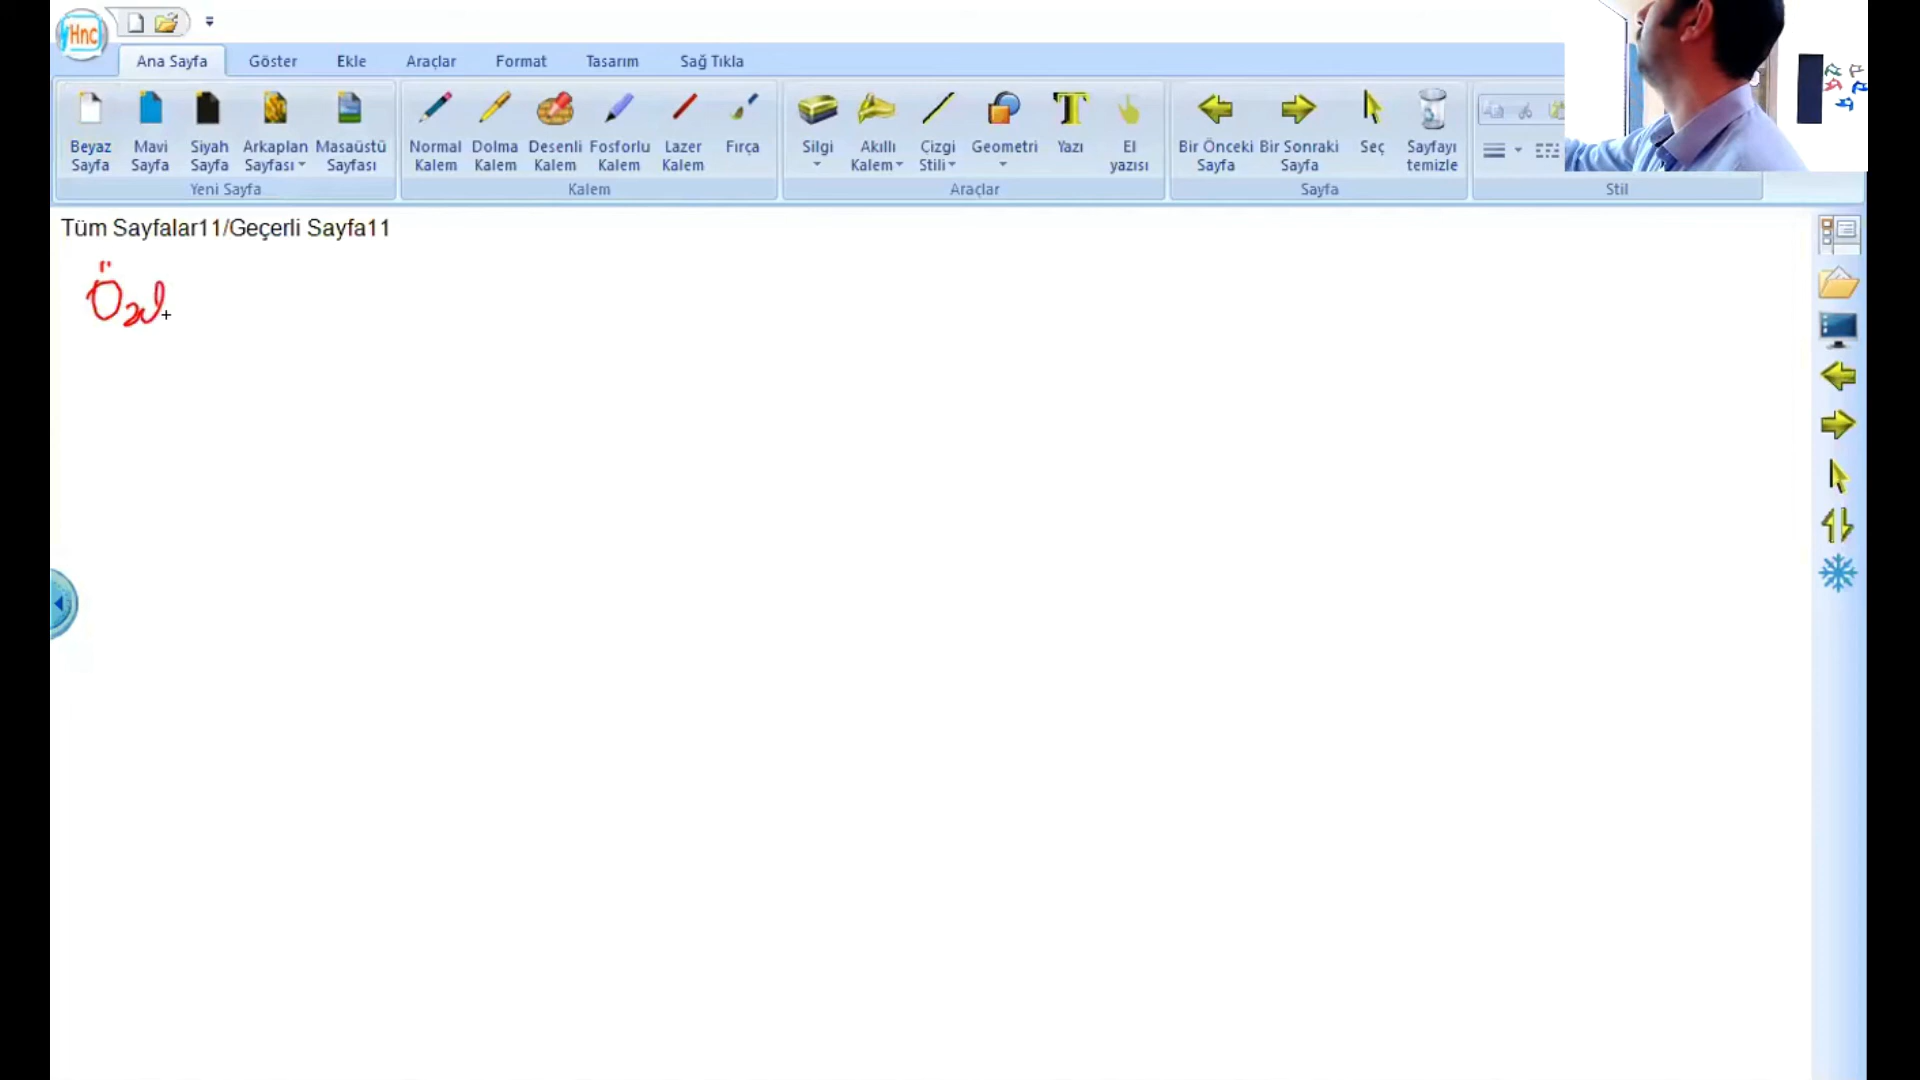 Hnc
Ana Sayfa Göster Ekle Araçlar Format Tasarım Sağ Tıkla
Beyaz Sayfa Mavi Sayfa Siyah Sayfa Arkaplan Sayfası Masaüstü Sayfası
Normal Kalem Dolma Kalem Desenli Kalem Fosforlu Kalem Lazer Kalem Fırça
Silgi Akıllı Kalem Çizgi Stili Geometri Yazı El yazısı
Bir Önceki Sayfa Bir Sonraki Sayfa Seç Sayfayı temizle
Yeni Sayfa Kalem Araçlar Sayfa Stil
Tüm Sayfalar11/Geçerli Sayfa11
Özel